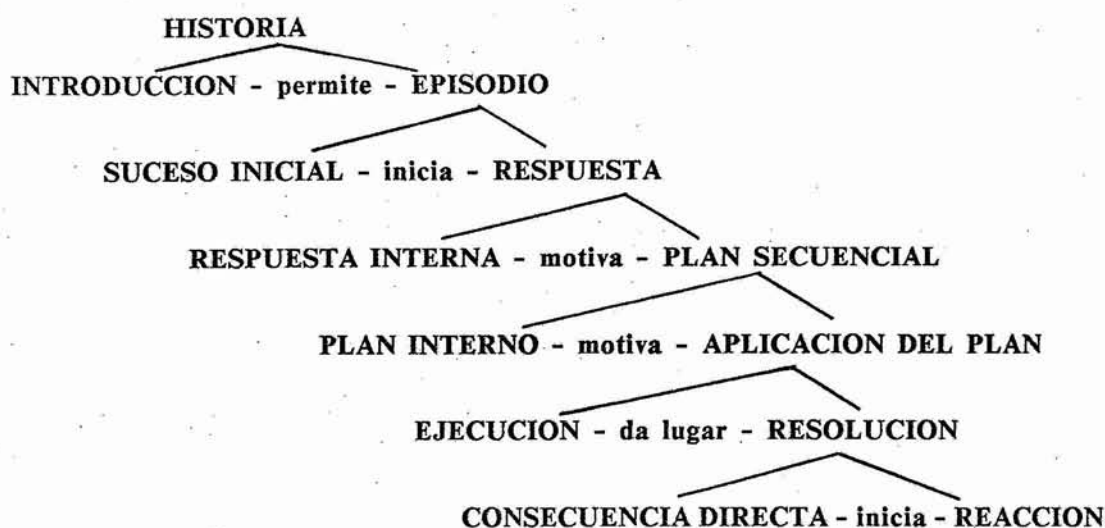 HISTORIA
INTRODUCCION - permite - EPISODIO
SUCESO INICIAL - inicia - RESPUESTA
RESPUESTA INTERNA - motiva - PLAN SECUENCIAL
PLAN INTERNO - motiva - APLICACION DEL PLAN
EJECUCION - da lugar - RESOLUCION
CONSECUENCIA DIRECTA - inicia - REACCION